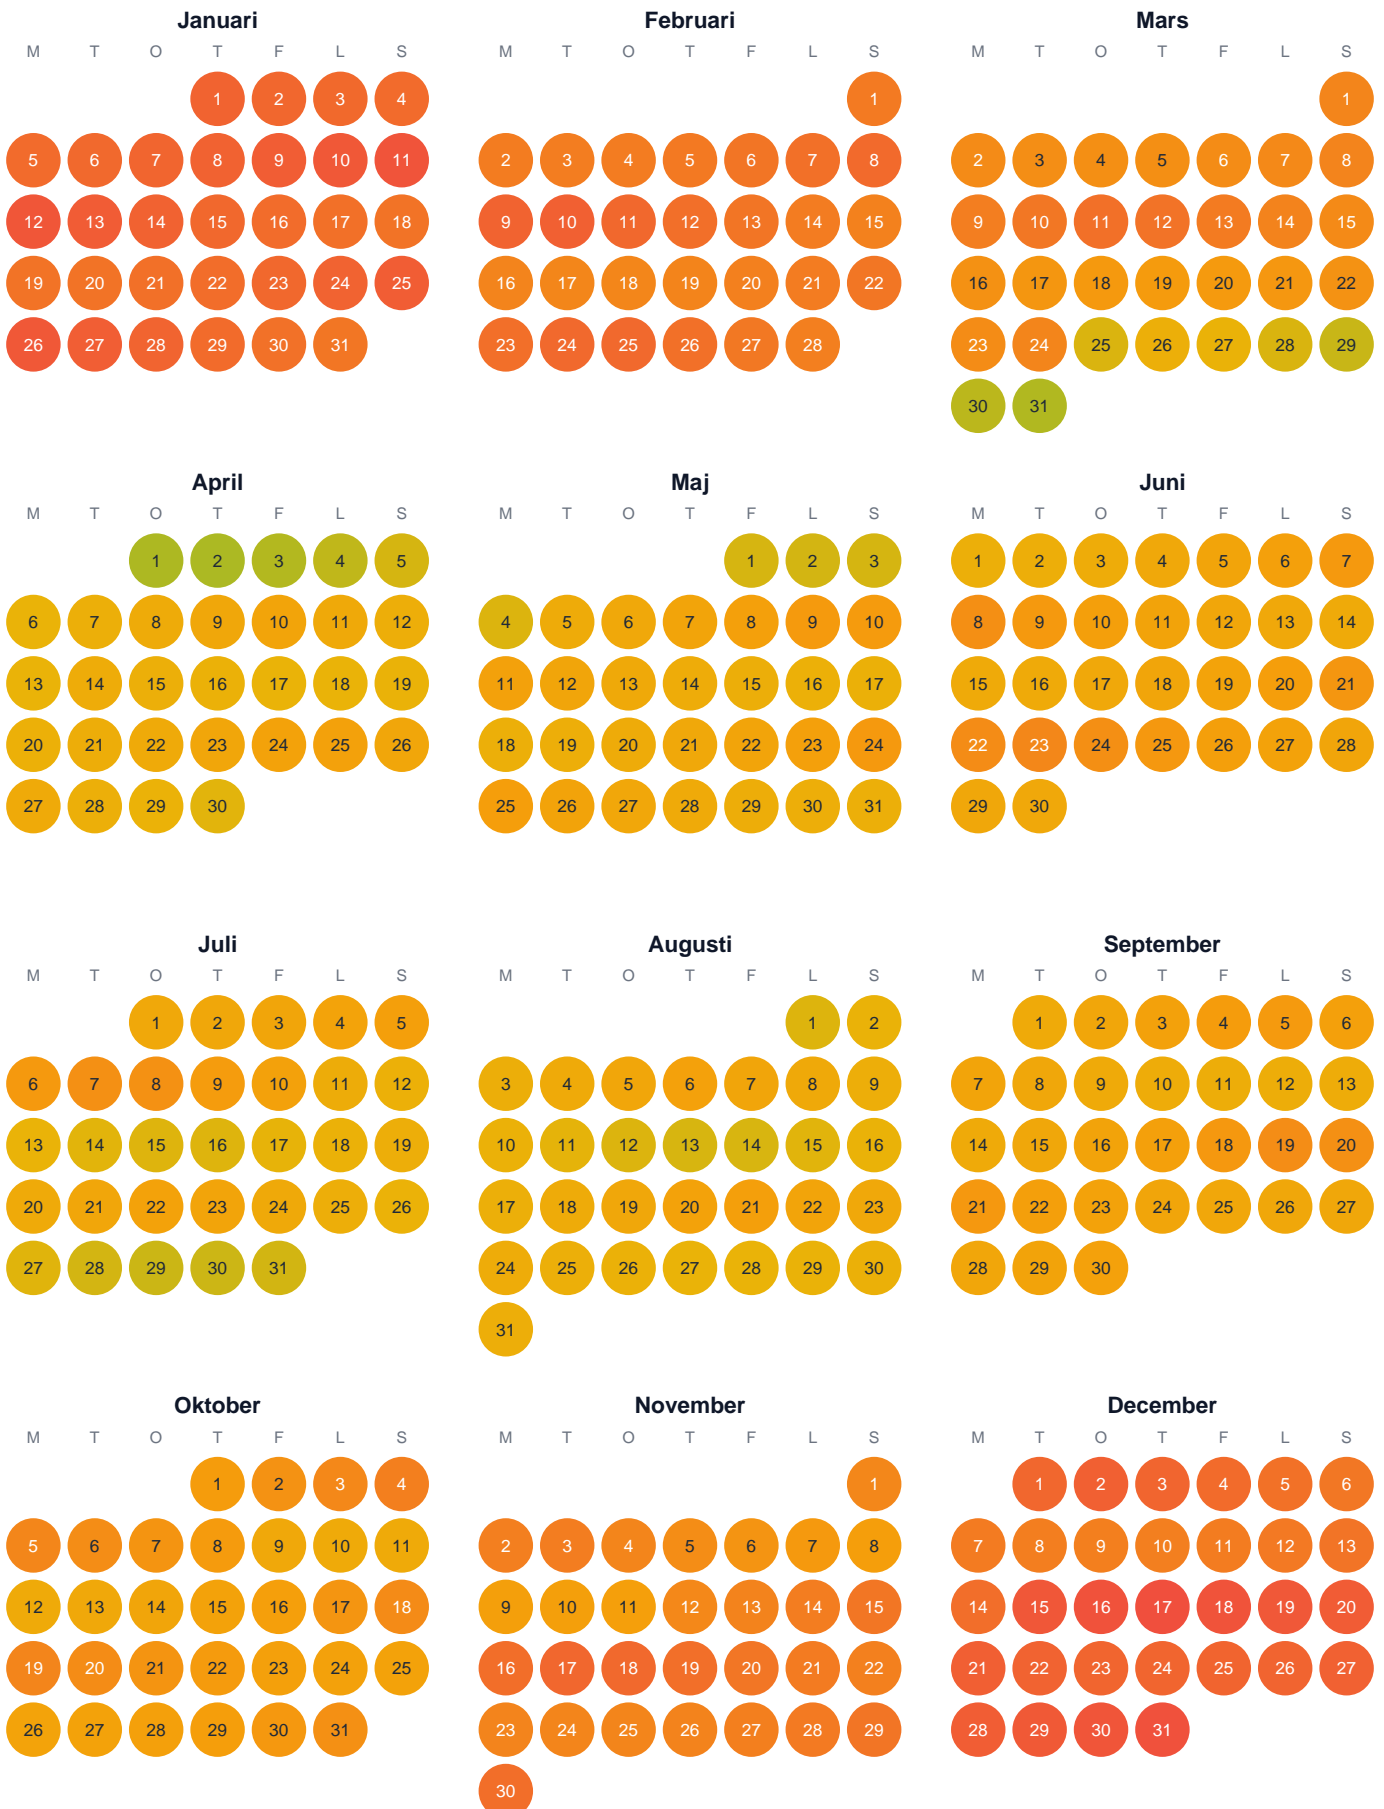 Januari Februari Mars
M T O T F L S M T O T F L S M T O T F L S
1 2 3 4 1 1
5 6 7 8 9 10 11 2 3 4 5 6 7 8 2 3 4 5 6 7 8
12 13 14 15 16 17 18 9 10 11 12 13 14 15 9 10 11 12 13 14 15
19 20 21 22 23 24 25 16 17 18 19 20 21 22 16 17 18 19 20 21 22
26 27 28 29 30 31 23 24 25 26 27 28 23 24 25 26 27 28 29
30 31
April Maj Juni
M T O T F L S M T O T F L S M T O T F L S
1 2 3 4 5 1 2 3 1 2 3 4 5 6 7
6 7 8 9 10 11 12 4 5 6 7 8 9 10 8 9 10 11 12 13 14
13 14 15 16 17 18 19 11 12 13 14 15 16 17 15 16 17 18 19 20 21
20 21 22 23 24 25 26 18 19 20 21 22 23 24 22 23 24 25 26 27 28
27 28 29 30 25 26 27 28 29 30 31 29 30
Juli Augusti September
M T O T F L S M T O T F L S M T O T F L S
1 2 3 4 5 1 2 1 2 3 4 5 6
6 7 8 9 10 11 12 3 4 5 6 7 8 9 7 8 9 10 11 12 13
13 14 15 16 17 18 19 10 11 12 13 14 15 16 14 15 16 17 18 19 20
20 21 22 23 24 25 26 17 18 19 20 21 22 23 21 22 23 24 25 26 27
27 28 29 30 31 24 25 26 27 28 29 30 28 29 30
31
Oktober November December
M T O T F L S M T O T F L S M T O T F L S
1 2 3 4 1 1 2 3 4 5 6
5 6 7 8 9 10 11 2 3 4 5 6 7 8 7 8 9 10 11 12 13
12 13 14 15 16 17 18 9 10 11 12 13 14 15 14 15 16 17 18 19 20
19 20 21 22 23 24 25 16 17 18 19 20 21 22 21 22 23 24 25 26 27
26 27 28 29 30 31 23 24 25 26 27 28 29 28 29 30 31
30